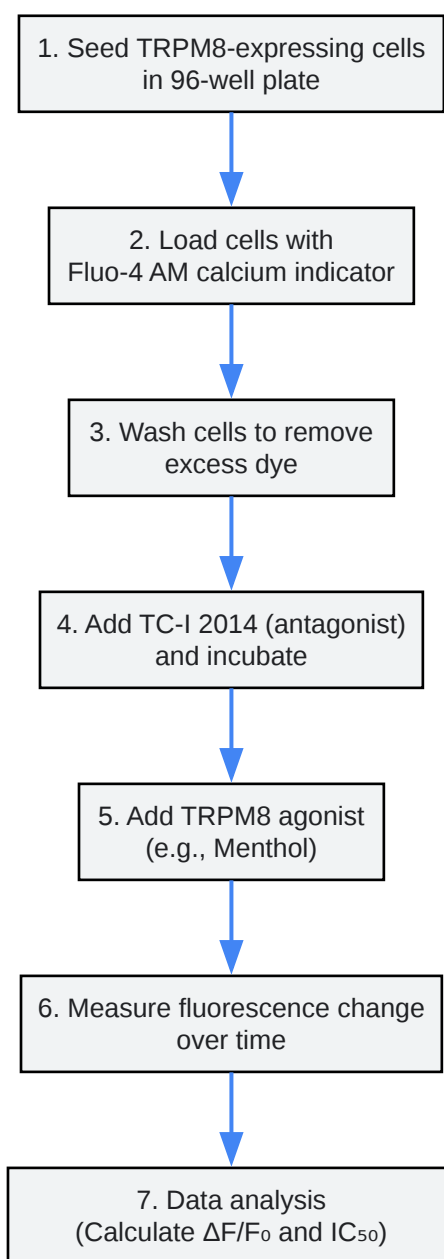 1. Seed TRPM8-expressing cells
in 96-well plate
2. Load cells with
Fluo-4 AM calcium indicator
3. Wash cells to remove
excess dye
4. Add TC-I 2014 (antagonist)
and incubate
5. Add TRPM8 agonist
(e.g., Menthol)
6. Measure fluorescence change
over time
7. Data analysis
(Calculate ΔF/F₀ and IC₅₀)